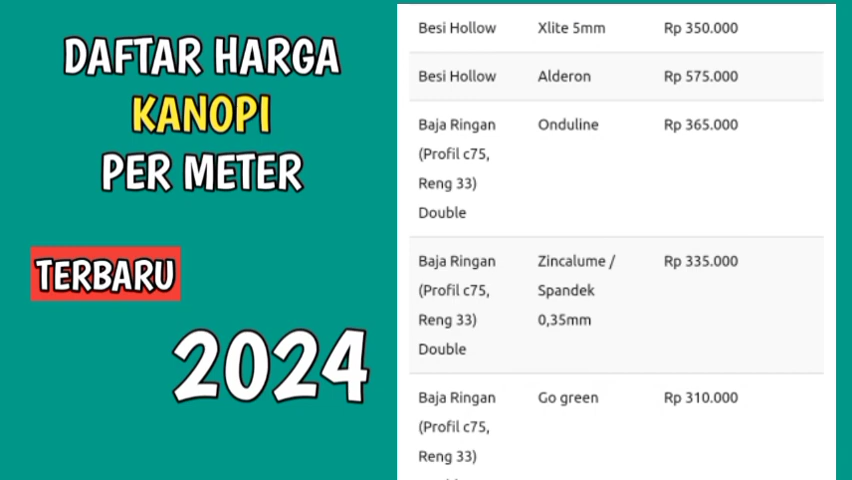 DAFTAR HARGA
KANOPI
PER METER
TERBARU
2024
Besi Hollow Xlite 5mm Rp 350.000
Besi Hollow Alderon Rp 575.000
Baja Ringan Onduline Rp 365.000
(Profil c75,
Reng 33)
Double
Baja Ringan Zincalume / Rp 335.000
(Profil c75, Spandek
Reng 33) 0,35mm
Double
Baja Ringan Go green Rp 310.000
(Profil c75,
Reng 33)